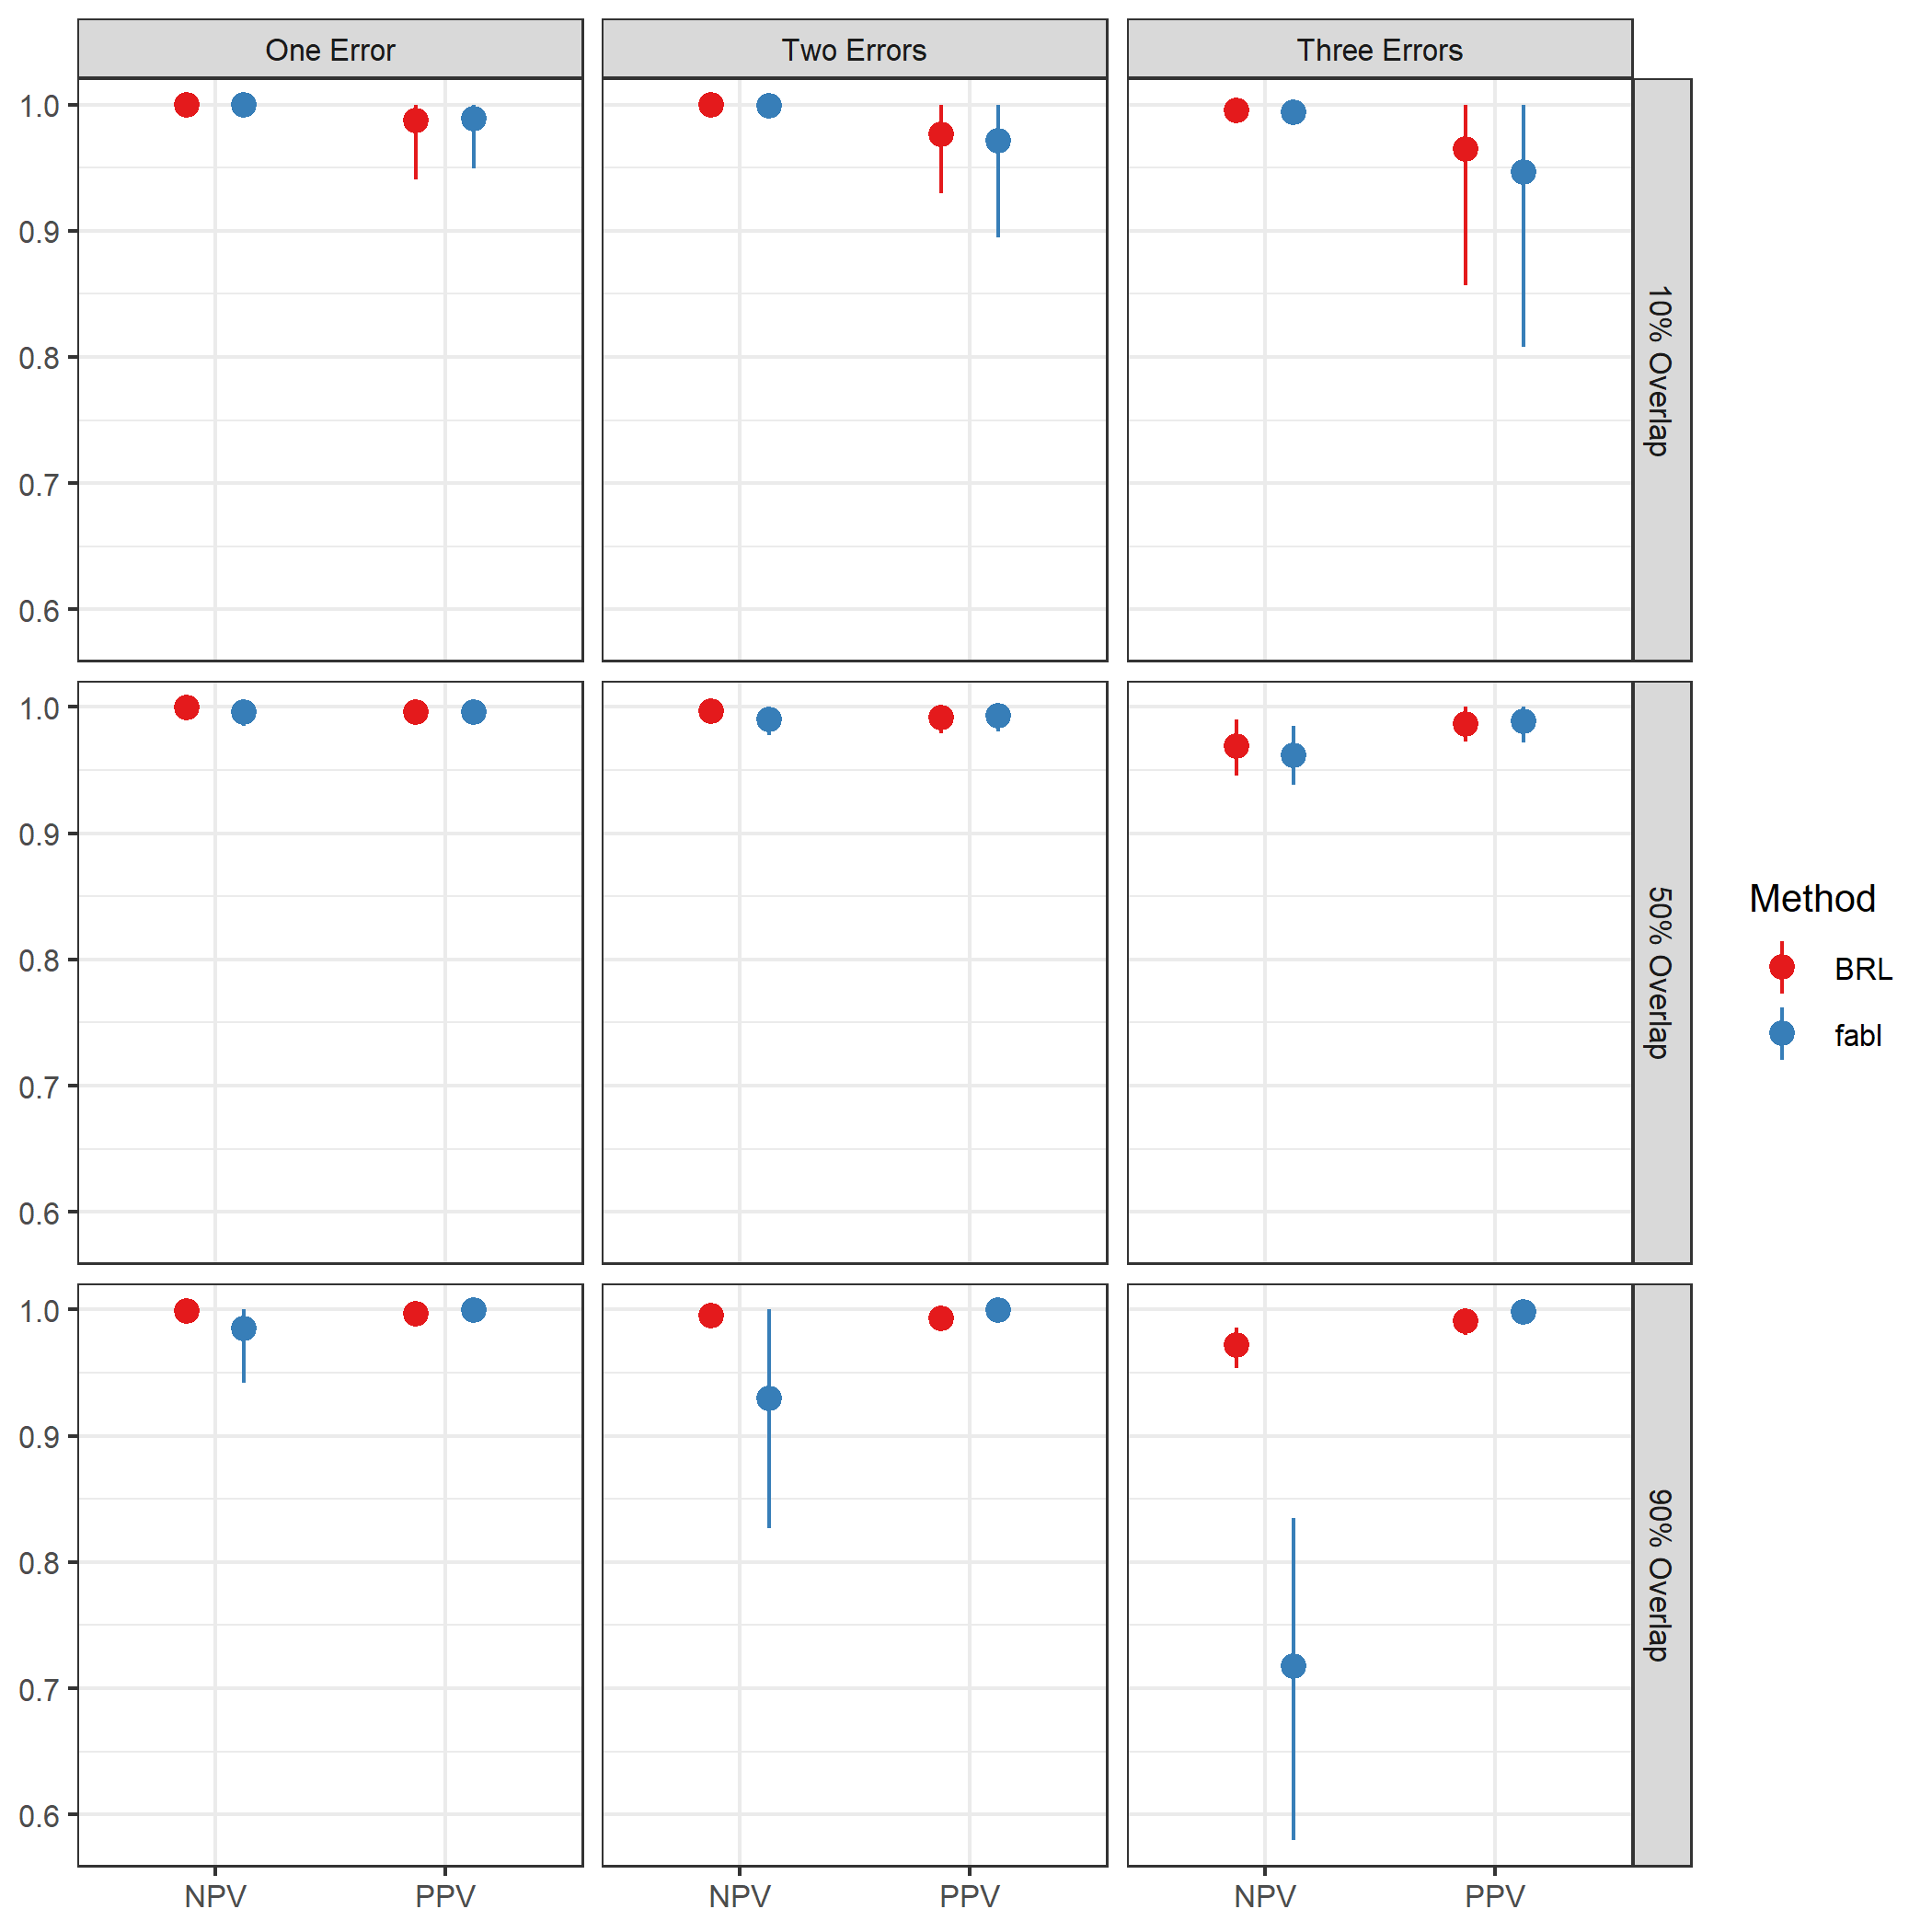 One Error
Two Errors
Three Errors
1.0
0.9
0.8
0.7
0.6
10% Overlap
1.0
0.9
0.8
0.7
0.6
50% Overlap
Method
BRL
fabl
1.0
0.9
0.8
0.7
0.6
90% Overlap
NPV
PPV
NPV
PPV
NPV
PPV